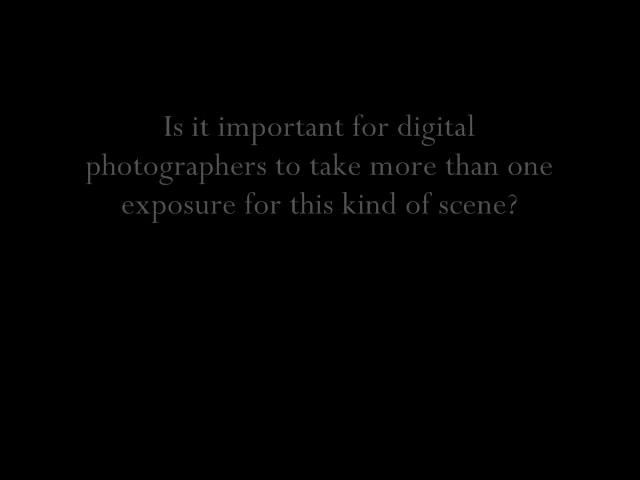 Is it important for digital
photographers to take more than one
exposure for this kind of scene?